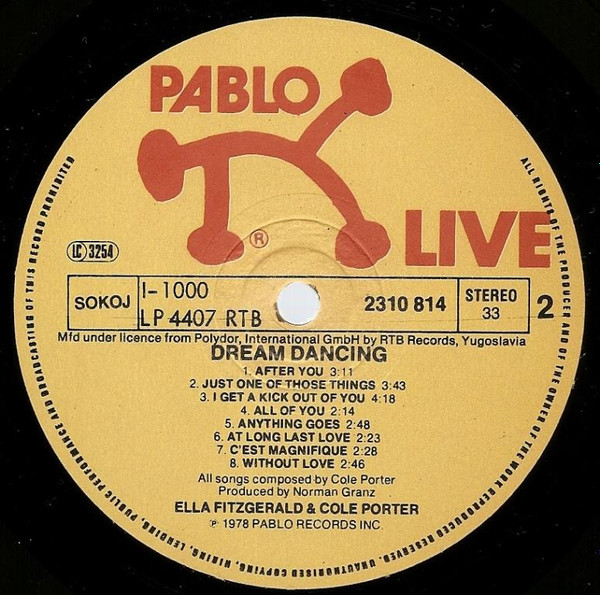 PABLO
LIVE
®
LC 3254
SOKOJ
I-1000
LP 4407 RTB
2310 814
STEREO
33
2
Mfd under licence from Polydor, International GmbH by RTB Records, Yugoslavia
DREAM DANCING
1. AFTER YOU 3:11
2. JUST ONE OF THOSE THINGS 3:43
3. I GET A KICK OUT OF YOU 4:18
4. ALL OF YOU 2:14
5. ANYTHING GOES 2:48
6. AT LONG LAST LOVE 2:23
7. C'EST MAGNIFIQUE 2:28
8. WITHOUT LOVE 2:46
All songs composed by Cole Porter
Produced by Norman Granz
ELLA FITZGERALD & COLE PORTER
℗ 1978 PABLO RECORDS INC.
ALL RIGHTS OF THE PRODUCER AND OF THE OWNER OF THE WORK REPRODUCED RESERVED. UNAUTHORISED COPYING, HIRING, LENDING, PUBLIC PERFORMANCE AND BROADCASTING OF THIS RECORD PROHIBITED